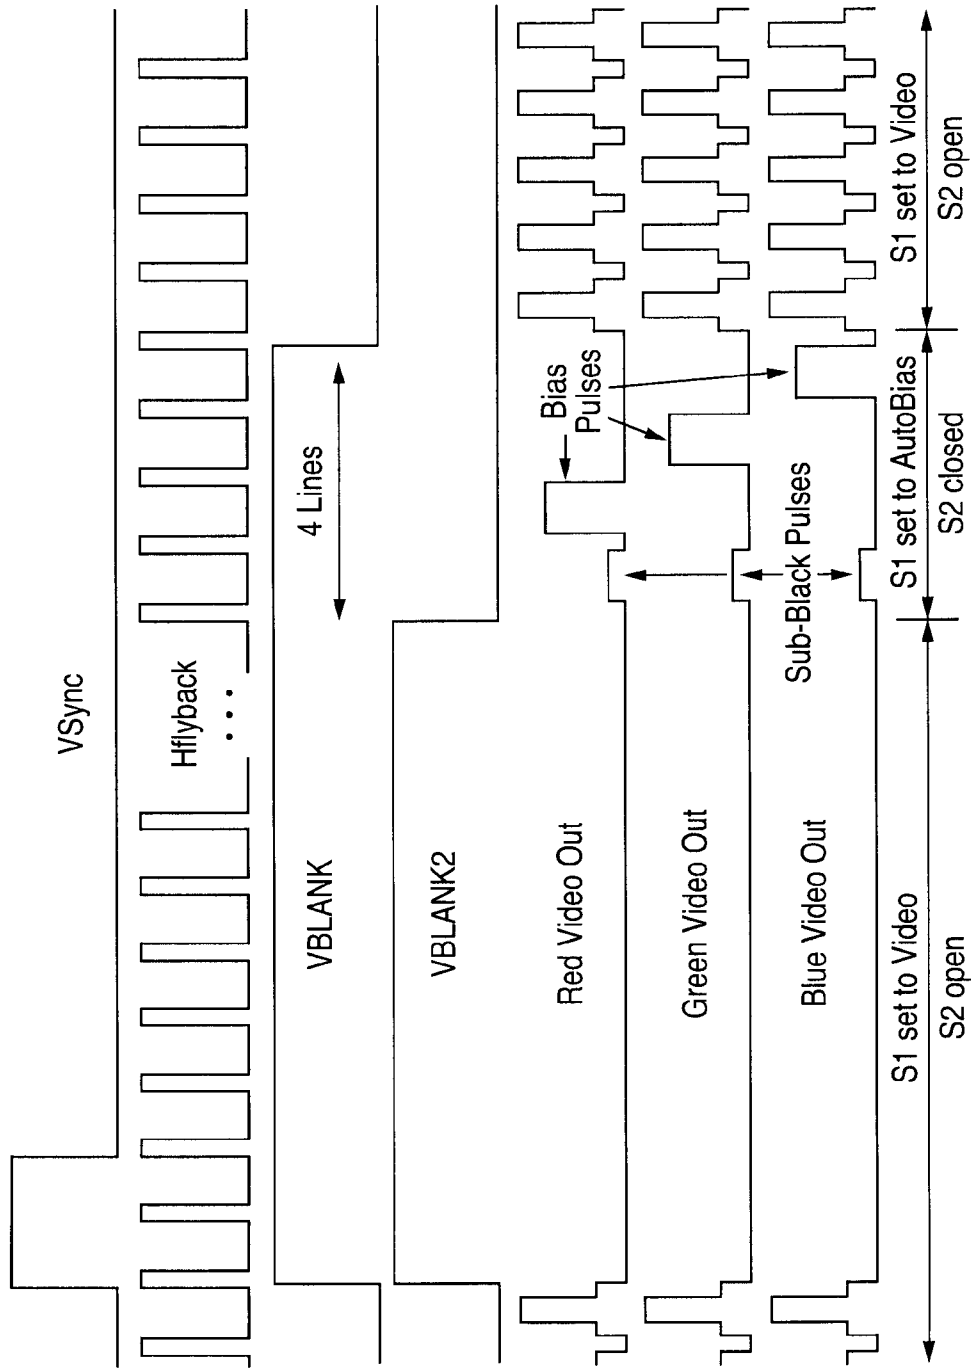 VSync
Hflyback
VBLANK
4 Lines
VBLANK2
Red Video Out
Bias
Pulses
Green Video Out
Sub-Black Pulses
Blue Video Out
S1 set to Video
S2 open
S1 set to AutoBias
S2 closed
S1 set to Video
S2 open